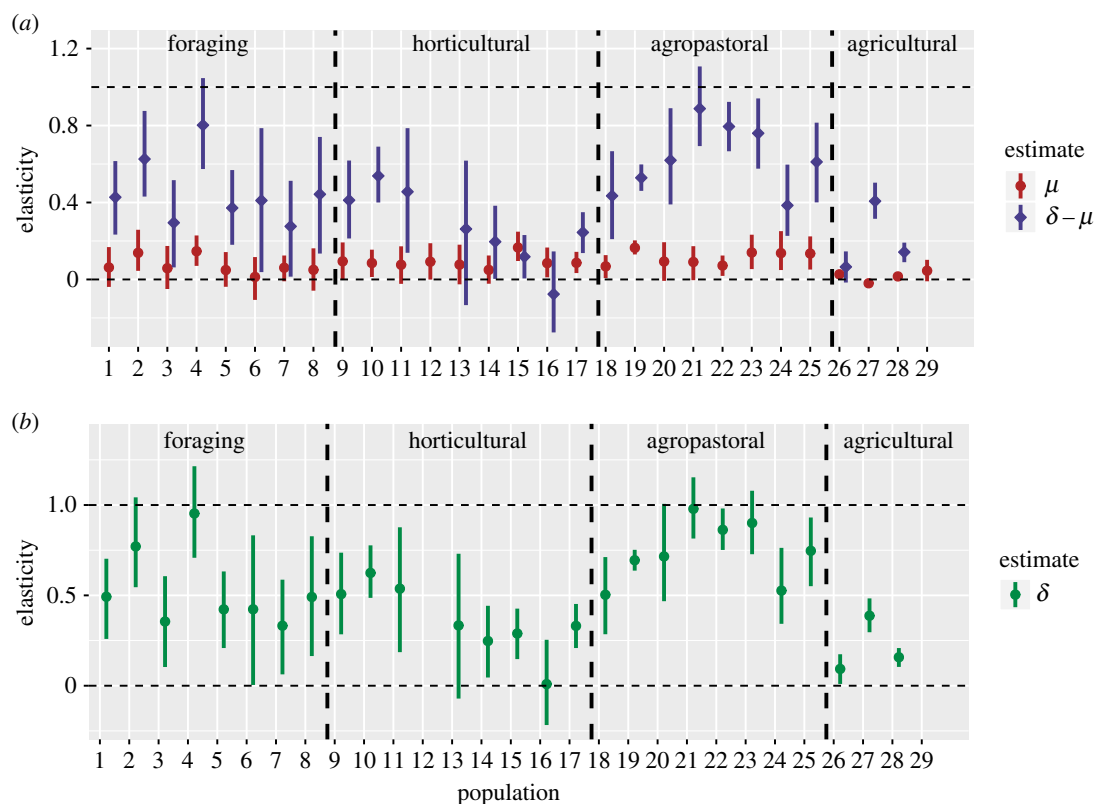 (a)
foraging horticultural agropastoral agricultural
1.2
0.8
0.4
0
elasticity
1 2 3 4 5 6 7 8 9 10 11 12 13 14 15 16 17 18 19 20 21 22 23 24 25 26 27 28 29
estimate
μ
δ–μ
(b)
foraging horticultural agropastoral agricultural
1.0
0.5
0
elasticity
1 2 3 4 5 6 7 8 9 10 11 12 13 14 15 16 17 18 19 20 21 22 23 24 25 26 27 28 29
population
estimate
δ